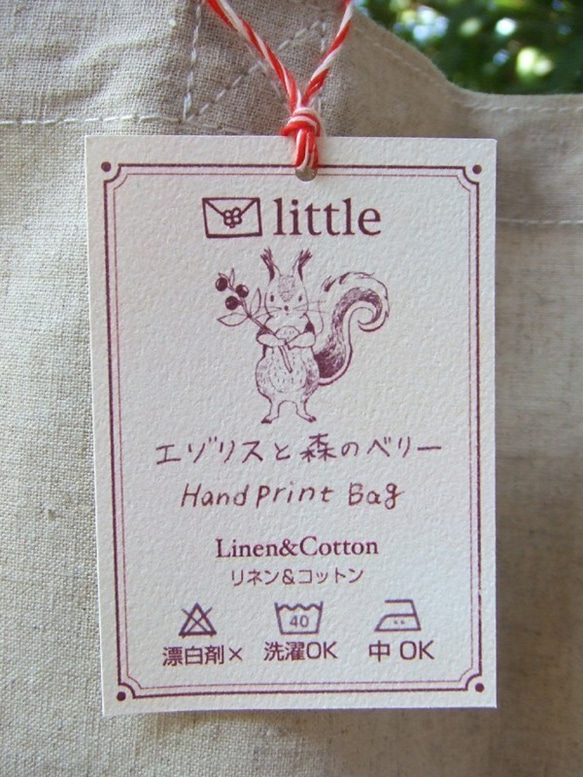 little
エゾリスと森のベリー
Hand Print Bag
Linen&Cotton
リネン&コットン
40
漂白剤× 洗濯OK 中 OK